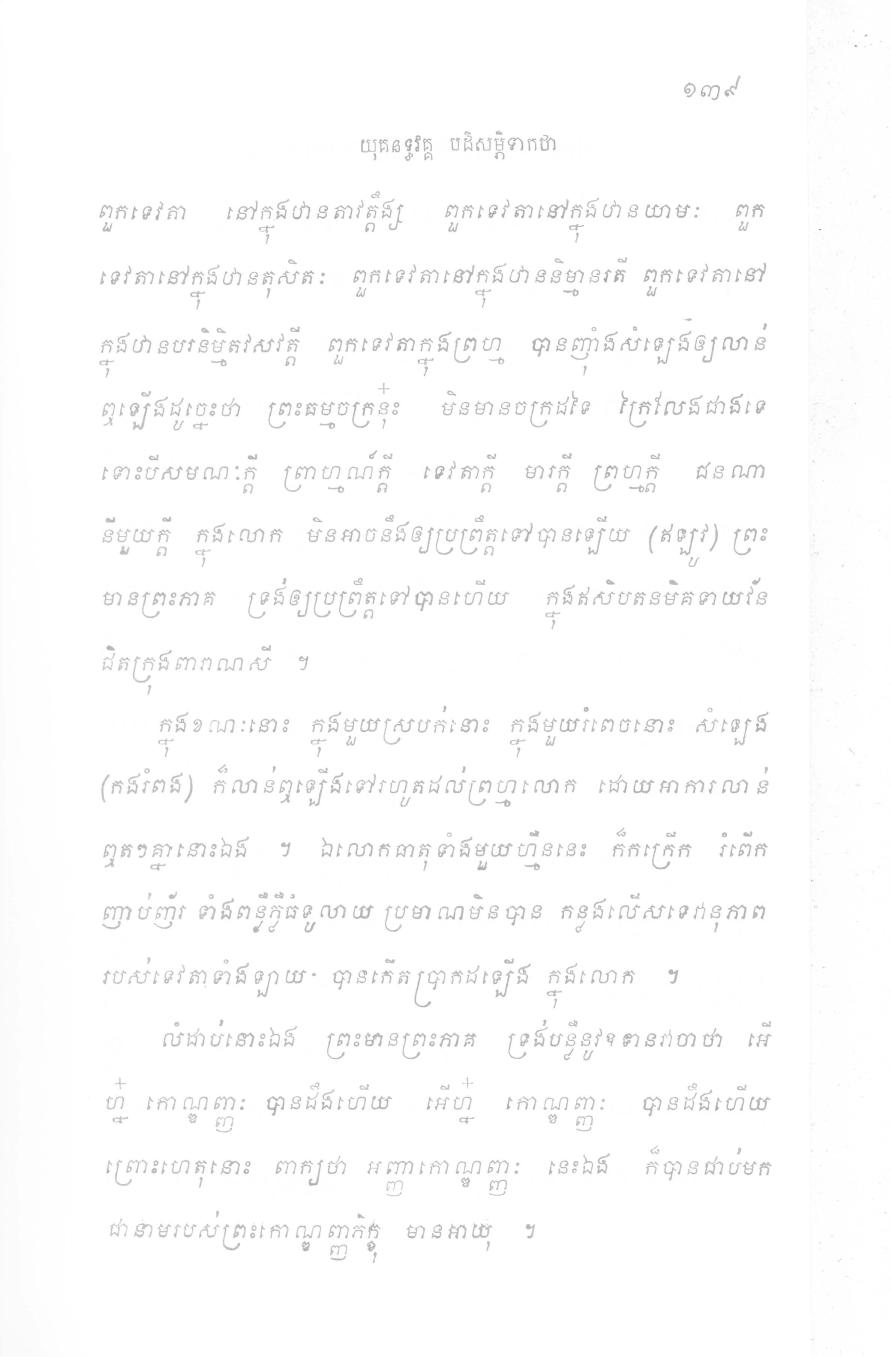 ១៣៩
យុគនទ្ធវគ្គ បដិសម្ភិទាកថា
ពួកទេវតា នៅក្នុងឋានតាវត្តឹង្ស ពួកទេវតានៅក្នុងឋានយាមៈ ពួក
ទេវតានៅក្នុងឋានតុសិតៈ ពួកទេវតានៅក្នុងឋាននិម្មានរតី ពួកទេវតានៅ
ក្នុងឋានបរនិម្មិតវសវត្តី ពួកទេវតាក្នុងព្រហ្ម បានញុំាងសំឡេងឲ្យលាន់
ឮឡើងដូច្នេះថា ព្រះធម្មចក្រនុ៎ះ មិនមានចក្រដទៃ ក្រៃលែងជាងទេ
ទោះបីសមណៈក្តី ព្រាហ្មណ៍ក្តី ទេវតាក្តី មារក្តី ព្រហ្មក្តី ជនណា
នីមួយក្តី ក្នុងលោក មិនអាចនឹងឲ្យប្រព្រឹត្តទៅបានឡើយ (ឥឡូវ) ព្រះ
មានព្រះភាគ ទ្រង់ឲ្យប្រព្រឹត្តទៅបានហើយ ក្នុងឥសិបតនមិគទាយវ័ន
ជិតក្រុងពារាណសី ។
ក្នុងខណៈនោះ ក្នុងមួយស្របក់នោះ ក្នុងមួយរំពេចនោះ សំឡេង
(កងរំពង) ក៏លាន់ឮឡើងទៅរហូតដល់ព្រហ្មលោក ដោយអាការលាន់
ឮតៗគ្នានោះឯង ។ ឯលោកធាតុទាំងមួយហ្មឺននេះ ក៏កក្រើក រំពើក
ញាប់ញ័រ ទាំងពន្លឺភ្លឺធំទូលាយ ប្រមាណមិនបាន កន្លងលើសទេវានុភាព
របស់ទេវតាទាំងឡាយ បានកើតប្រាកដឡើង ក្នុងលោក ។
លំដាប់នោះឯង ព្រះមានព្រះភាគ ទ្រង់បន្លឺនូវឧទានវាចាថា អើ
ហ្ន៎ កោណ្ឌញ្ញៈ បានដឹងហើយ អើហ្ន៎ កោណ្ឌញ្ញៈ បានដឹងហើយ
ព្រោះហេតុនោះ ពាក្យថា អញ្ញាកោណ្ឌញ្ញៈ នេះឯង ក៏បានជាប់មក
ជានាមរបស់ព្រះកោណ្ឌញ្ញភិក្ខុ មានអាយុ ។